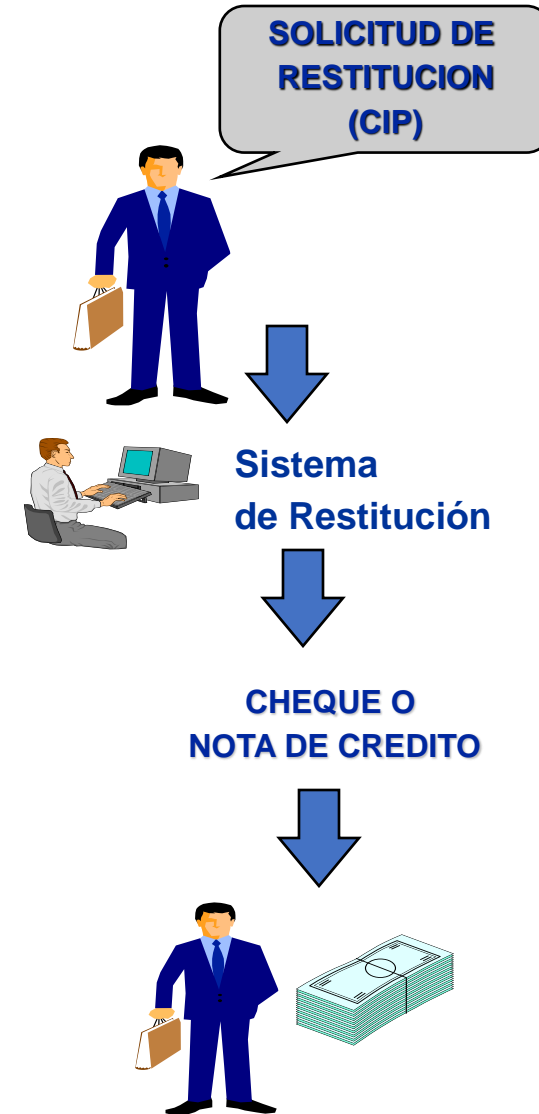 SOLICITUD DE
RESTITUCION
(CIP)
Sistema
de Restitución
CHEQUE O
NOTA DE CREDITO